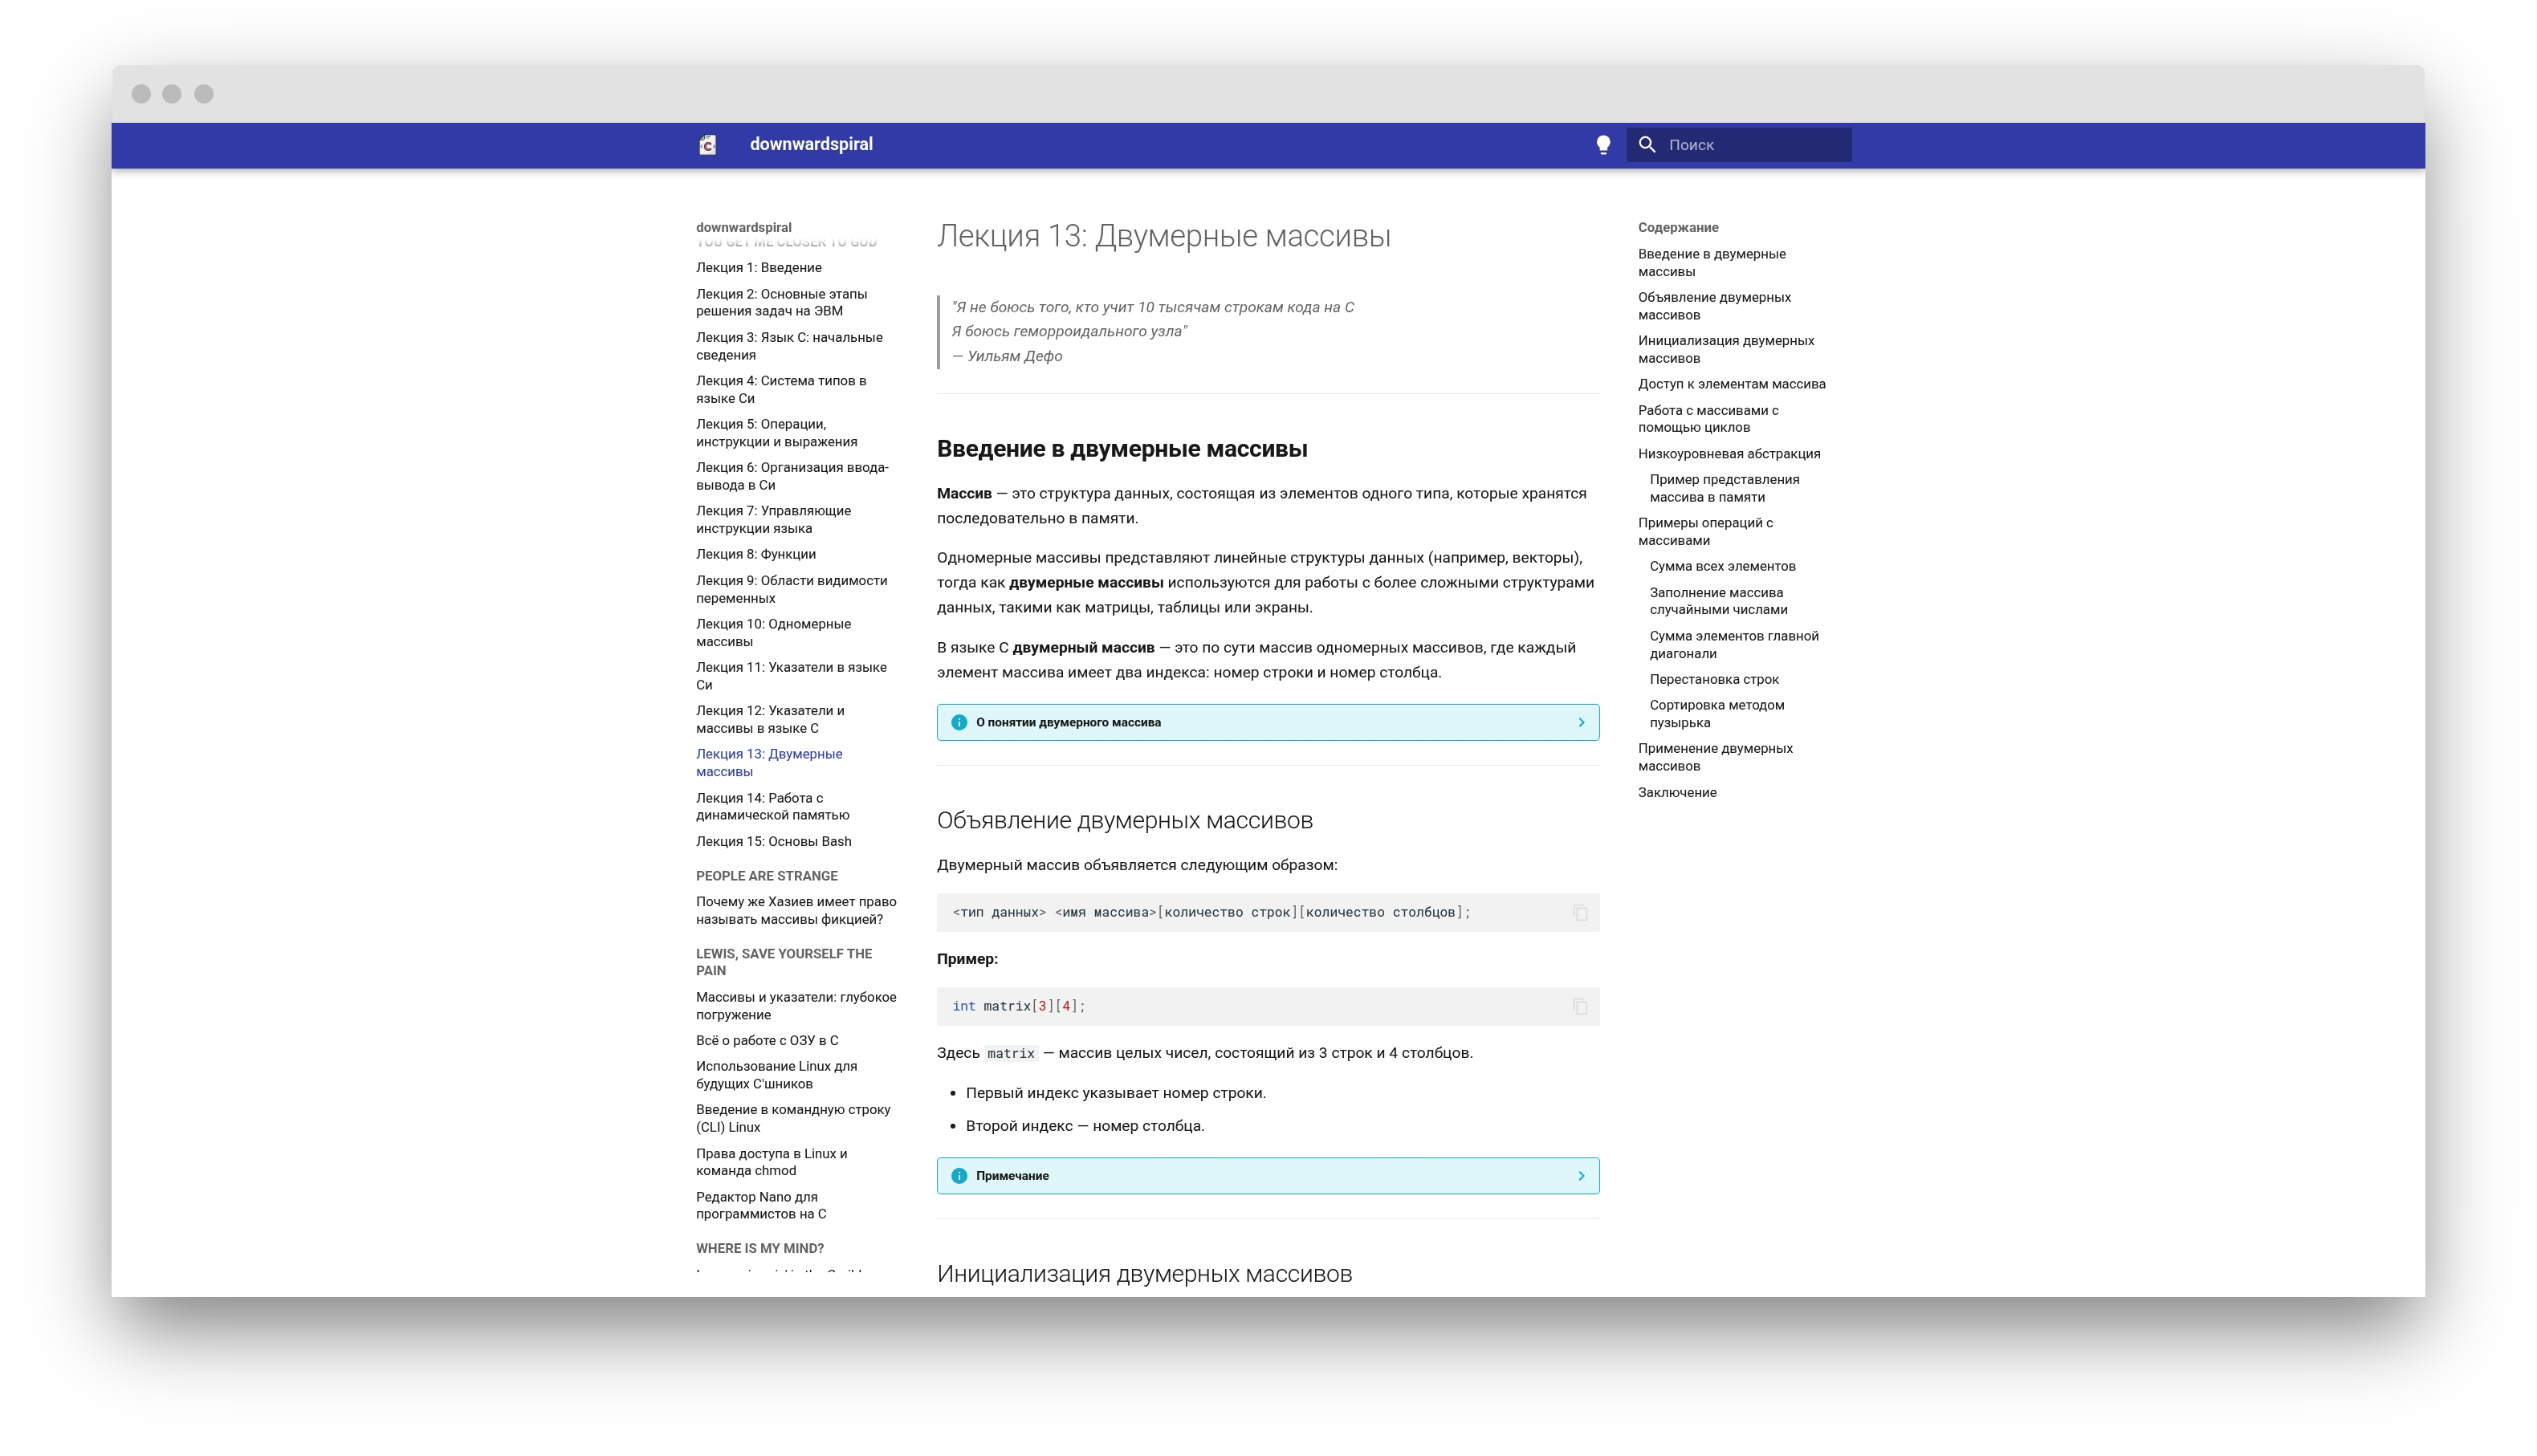 downwardspiral
Поиск
downwardspiral
YOU GET ME CLOSER TO GOD
Лекция 1: Введение
Лекция 2: Основные этапы
решения задач на ЭВМ
Лекция 3: Язык C: начальные
сведения
Лекция 4: Система типов в
языке Си
Лекция 5: Операции,
инструкции и выражения
Лекция 6: Организация ввода-
вывода в Си
Лекция 7: Управляющие
инструкции языка
Лекция 8: Функции
Лекция 9: Области видимости
переменных
Лекция 10: Одномерные
массивы
Лекция 11: Указатели в языке
Си
Лекция 12: Указатели и
массивы в языке C
Лекция 13: Двумерные
массивы
Лекция 14: Работа с
динамической памятью
Лекция 15: Основы Bash
PEOPLE ARE STRANGE
Почему же Хазиев имеет право
называть массивы фикцией?
LEWIS, SAVE YOURSELF THE
PAIN
Массивы и указатели: глубокое
погружение
Всё о работе с ОЗУ в C
Использование Linux для
будущих C'шников
Введение в командную строку
(CLI) Linux
Права доступа в Linux и
команда chmod
Редактор Nano для
программистов на C
WHERE IS MY MIND?
Лекция 13: Двумерные массивы
"Я не боюсь того, кто учит 10 тысячам строкам кода на C
Я боюсь геморроидального узла"
— Уильям Дефо
Введение в двумерные массивы
Массив — это структура данных, состоящая из элементов одного типа, которые хранятся
последовательно в памяти.
Одномерные массивы представляют линейные структуры данных (например, векторы),
тогда как двумерные массивы используются для работы с более сложными структурами
данных, такими как матрицы, таблицы или экраны.
В языке C двумерный массив — это по сути массив одномерных массивов, где каждый
элемент массива имеет два индекса: номер строки и номер столбца.
О понятии двумерного массива
Объявление двумерных массивов
Двумерный массив объявляется следующим образом:
<тип данных> <имя массива>[количество строк][количество столбцов];
Пример:
int matrix[3][4];
Здесь matrix — массив целых чисел, состоящий из 3 строк и 4 столбцов.
• Первый индекс указывает номер строки.
• Второй индекс — номер столбца.
Примечание
Инициализация двумерных массивов
Содержание
Введение в двумерные
массивы
Объявление двумерных
массивов
Инициализация двумерных
массивов
Доступ к элементам массива
Работа с массивами с
помощью циклов
Низкоуровневая абстракция
Пример представления
массива в памяти
Примеры операций с
массивами
Сумма всех элементов
Заполнение массива
случайными числами
Сумма элементов главной
диагонали
Перестановка строк
Сортировка методом
пузырька
Применение двумерных
массивов
Заключение